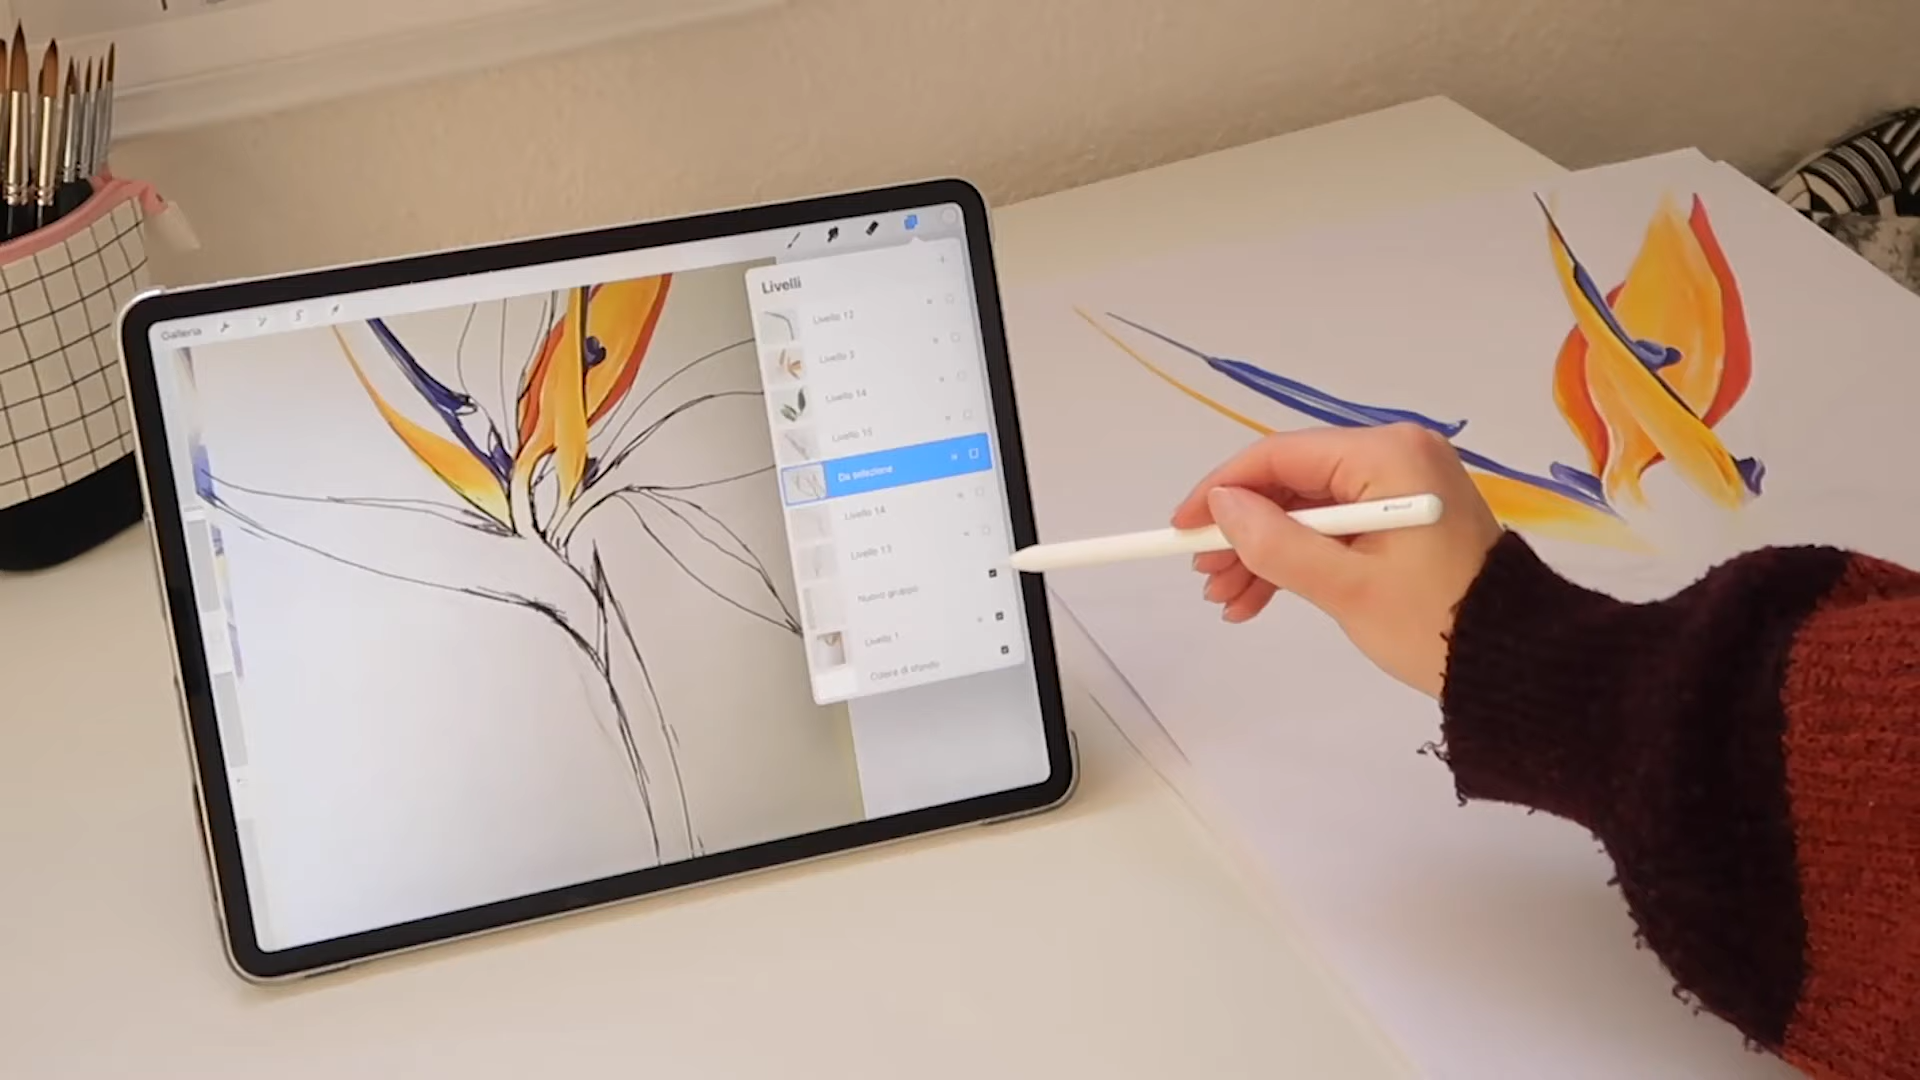 Galleria
Livelli
Livello 12
Livello 3
Livello 14
Livello 15
Da selezione
Livello 14
Livello 13
Nuovo gruppo
Livello 1
Colore di sfondo
Pencil